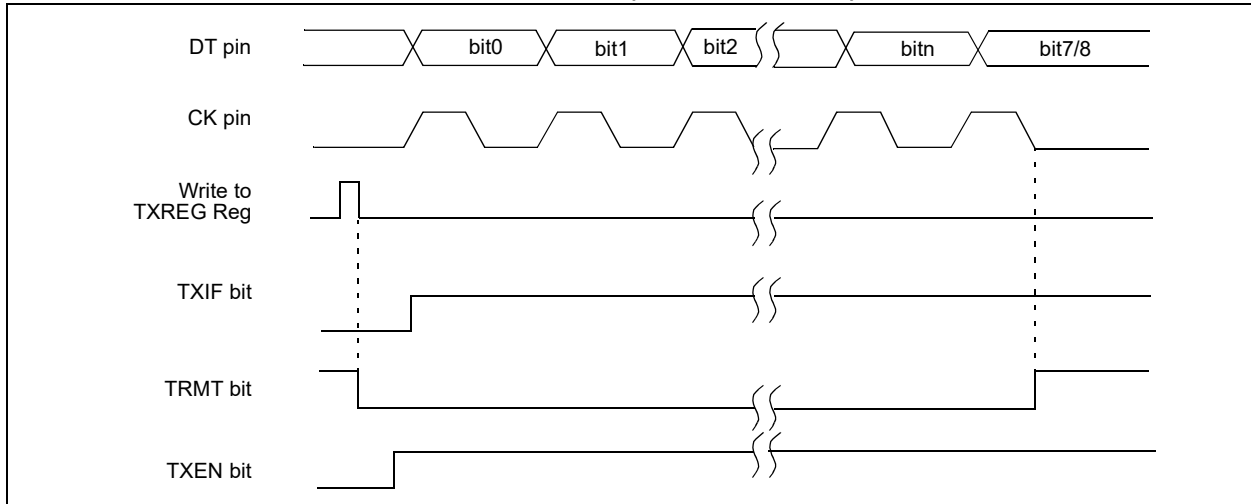 DT pin
bit0 bit1 bit2 bitn bit7/8
CK pin
Write to
TXREG Reg
TXIF bit
TRMT bit
TXEN bit